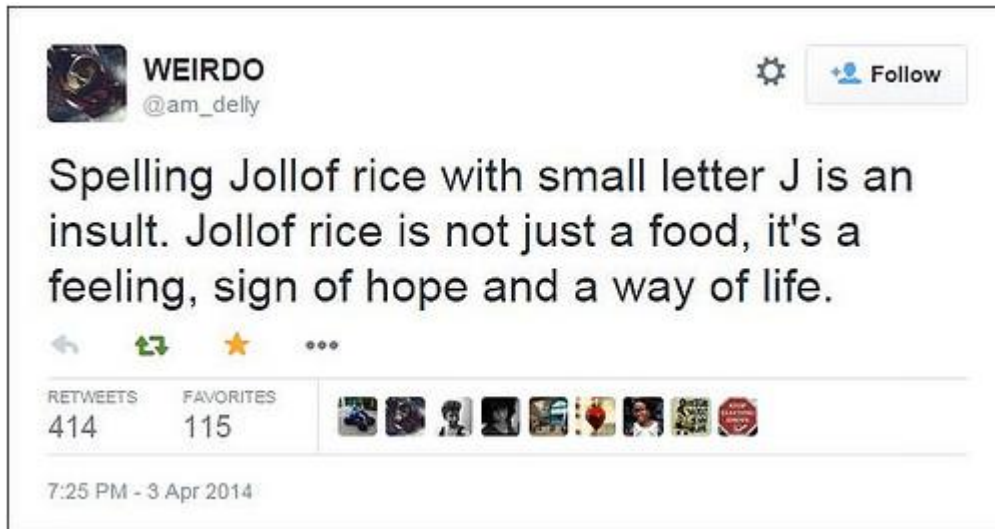 WEIRDO
@am_delly
Follow
Spelling Jollof rice with small letter J is an
insult. Jollof rice is not just a food, it's a
feeling, sign of hope and a way of life.
RETWEETS FAVORITES
414 115
7:25 PM - 3 Apr 2014